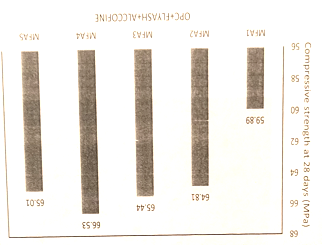 Compressive strength at 28 days (MPa)
68
66
64
62
60
58
56
59.89
64.81
65.44
66.53
65.01
MFA1
MFA2
MFA3
MFA4
MFA5
OPC+FLYASH+ALCCOFINE